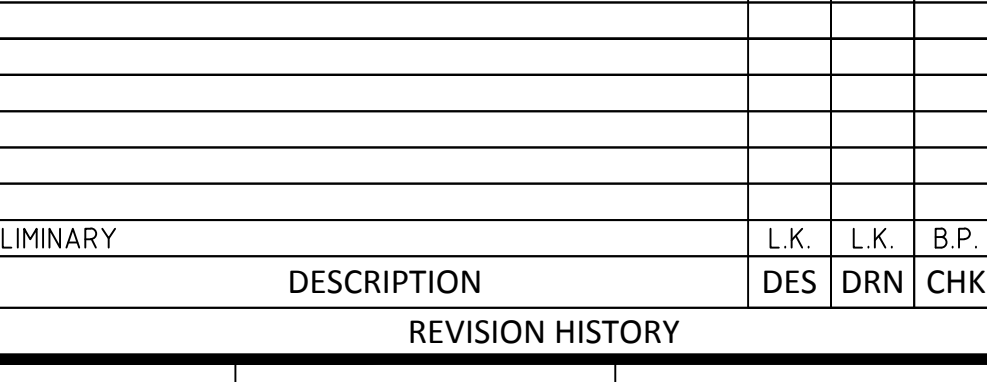 LIMINARY L.K. L.K. B.P.
DESCRIPTION DES DRN CHK
REVISION HISTORY